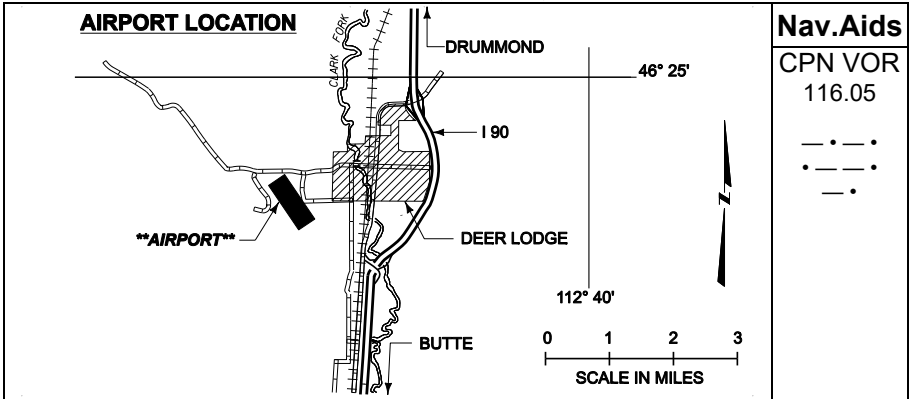 AIRPORT LOCATION
CLARK FORK
DRUMMOND
46° 25'
I 90
**AIRPORT**
DEER LODGE
N
112° 40'
BUTTE
0 1 2 3
SCALE IN MILES
Nav.Aids
CPN VOR
116.05
— • — •
• — — •
— •